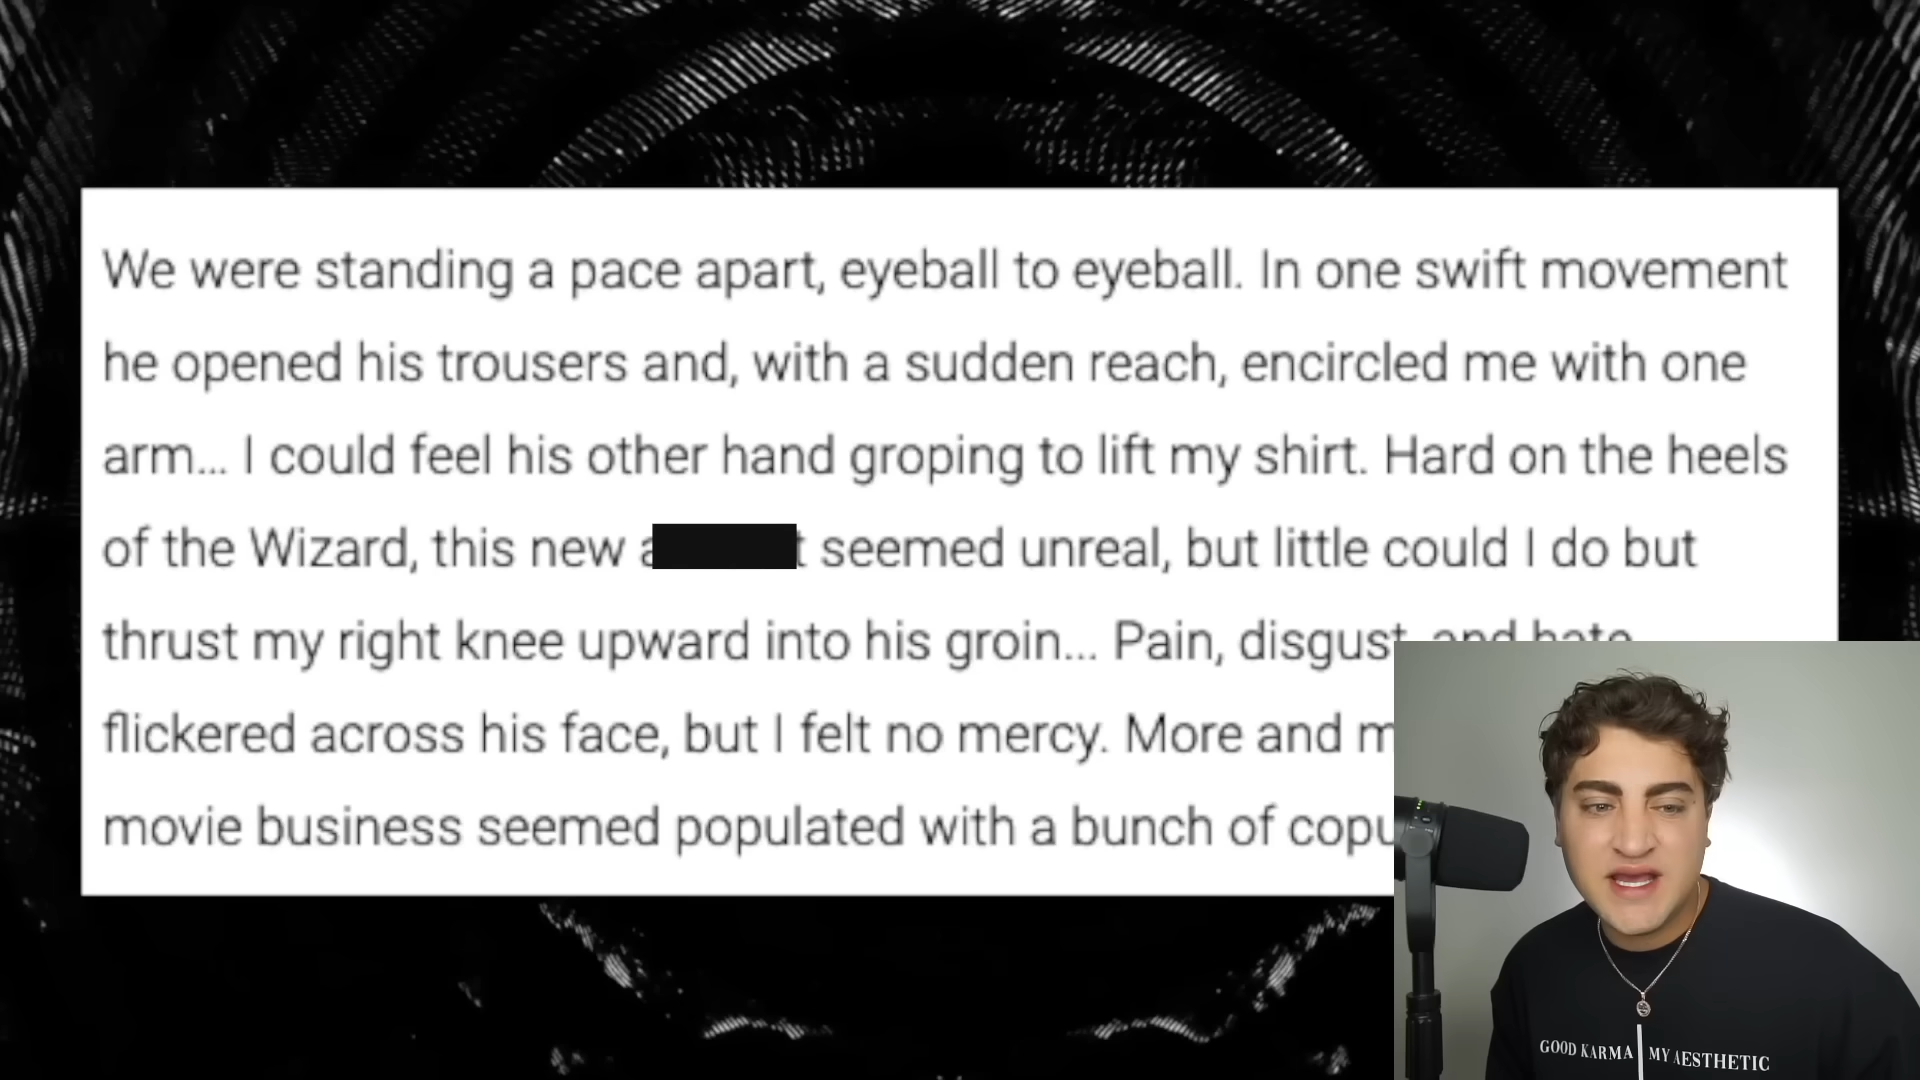 We were standing a pace apart, eyeball to eyeball. In one swift movement
he opened his trousers and, with a sudden reach, encircled me with one
arm... I could feel his other hand groping to lift my shirt. Hard on the heels
of the Wizard, this new seemed unreal, but little could I do but
thrust my right knee upward into his groin... Pain, disgust, and hate
flickered across his face, but I felt no mercy. More and
movie business seemed populated with a bunch of
GOOD KARMA MY AESTHETIC